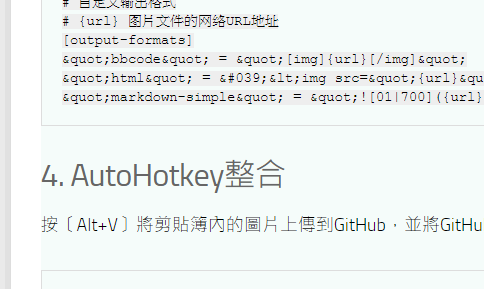 # 自定义输出格式
# {url} 图片文件的网络URL地址
[output-formats]
&quot;bbcode&quot; = &quot;[img]{url}[/img]&quot;
&quot;html&quot; = &#039;&lt;img src=&quot;{url}&qu
&quot;markdown-simple&quot; = &quot;![01|700]({url}
4. AutoHotkey整合
按〔Alt+V〕將剪貼簿內的圖片上傳到GitHub，並將GitHu